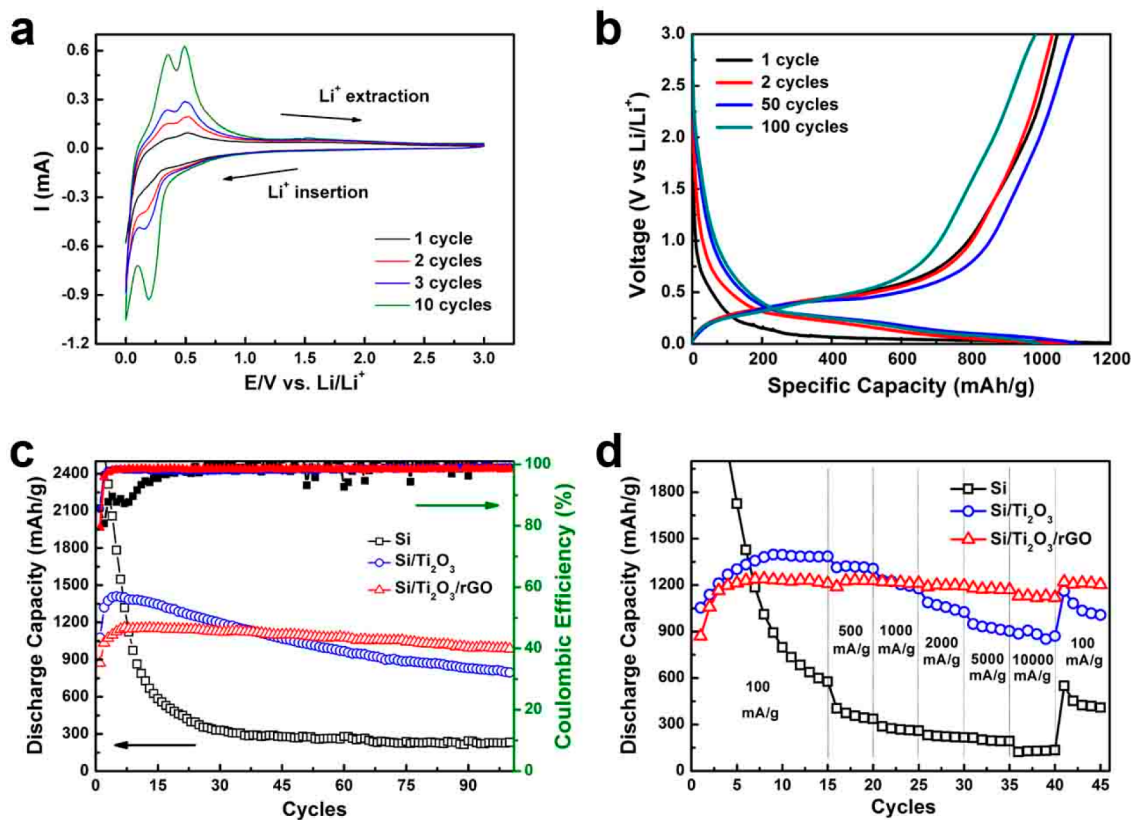 a
0.6
0.3
0.0
-0.3
-0.6
-0.9
-1.2
I (mA)
Li⁺ extraction
Li⁺ insertion
1 cycle
2 cycles
3 cycles
10 cycles
0.0 0.5 1.0 1.5 2.0 2.5 3.0
E/V vs. Li/Li⁺
b
3.0
2.5
2.0
1.5
1.0
0.5
0.0
Voltage (V vs Li/Li⁺)
1 cycle
2 cycles
50 cycles
100 cycles
0 200 400 600 800 1000 1200
Specific Capacity (mAh/g)
c
2400
2100
1800
1500
1200
900
600
300
0
Discharge Capacity (mAh/g)
Si
Si/Ti₂O₃
Si/Ti₂O₃/rGO
100
80
60
40
20
0
Coulombic Efficiency (%)
0 15 30 45 60 75 90
Cycles
d
1800
1500
1200
900
600
300
0
Discharge Capacity (mAh/g)
Si
Si/Ti₂O₃
Si/Ti₂O₃/rGO
100
mA/g
500
mA/g
1000
mA/g
2000
mA/g
5000
mA/g
10000
mA/g
100
mA/g
0 5 10 15 20 25 30 35 40 45
Cycles